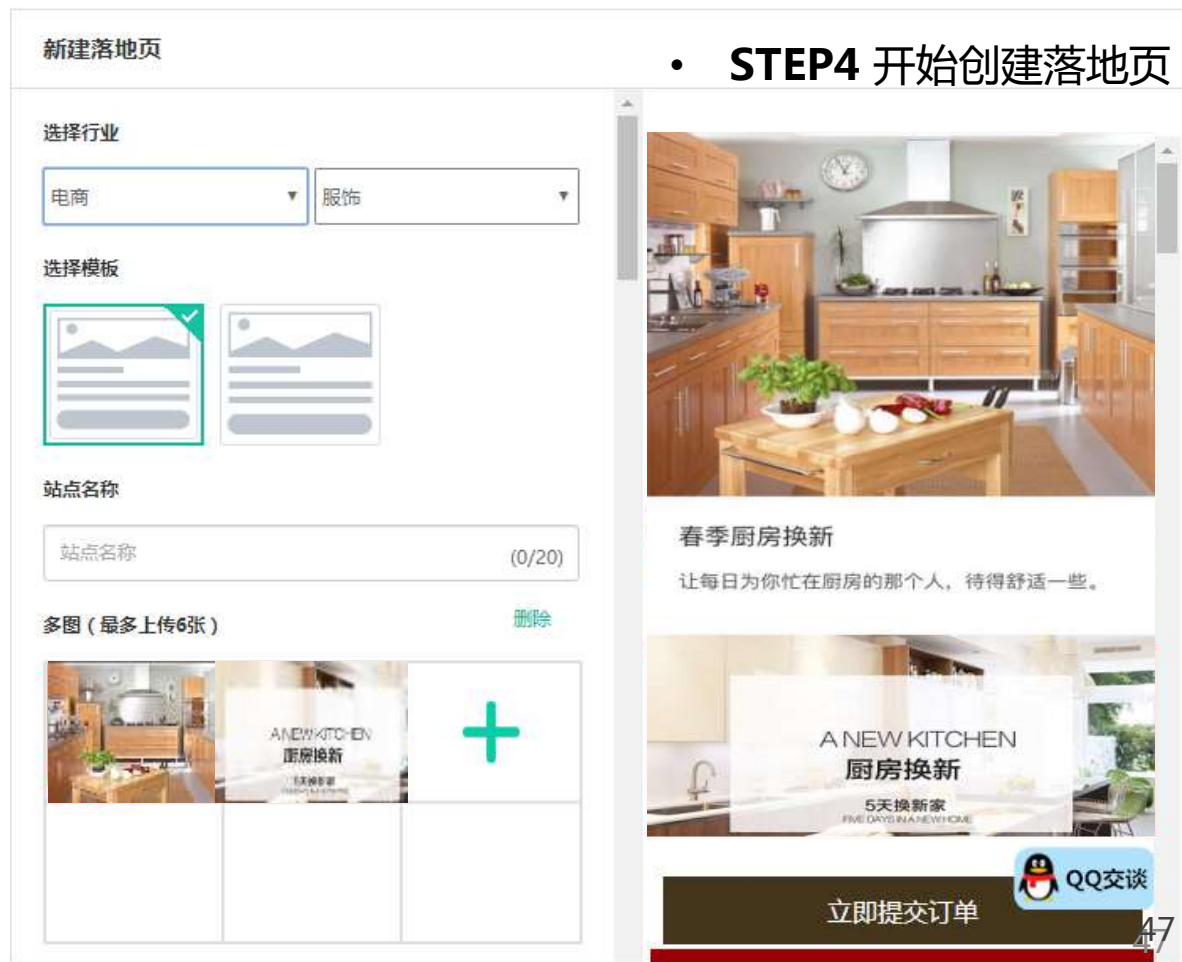 新建落地页
• STEP4 开始创建落地页
选择行业
电商 服饰
选择模板
站点名称
站点名称 (0/20)
多图(最多上传6张) 删除
A NEW KITCHEN
厨房换新
5天换新家
春季厨房换新
让每日为你忙在厨房的那个人,待得舒适一些。
A NEW KITCHEN
厨房换新
5天换新家
FIVE DAYS IN A NEW HOME
QQ交谈
立即提交订单
47